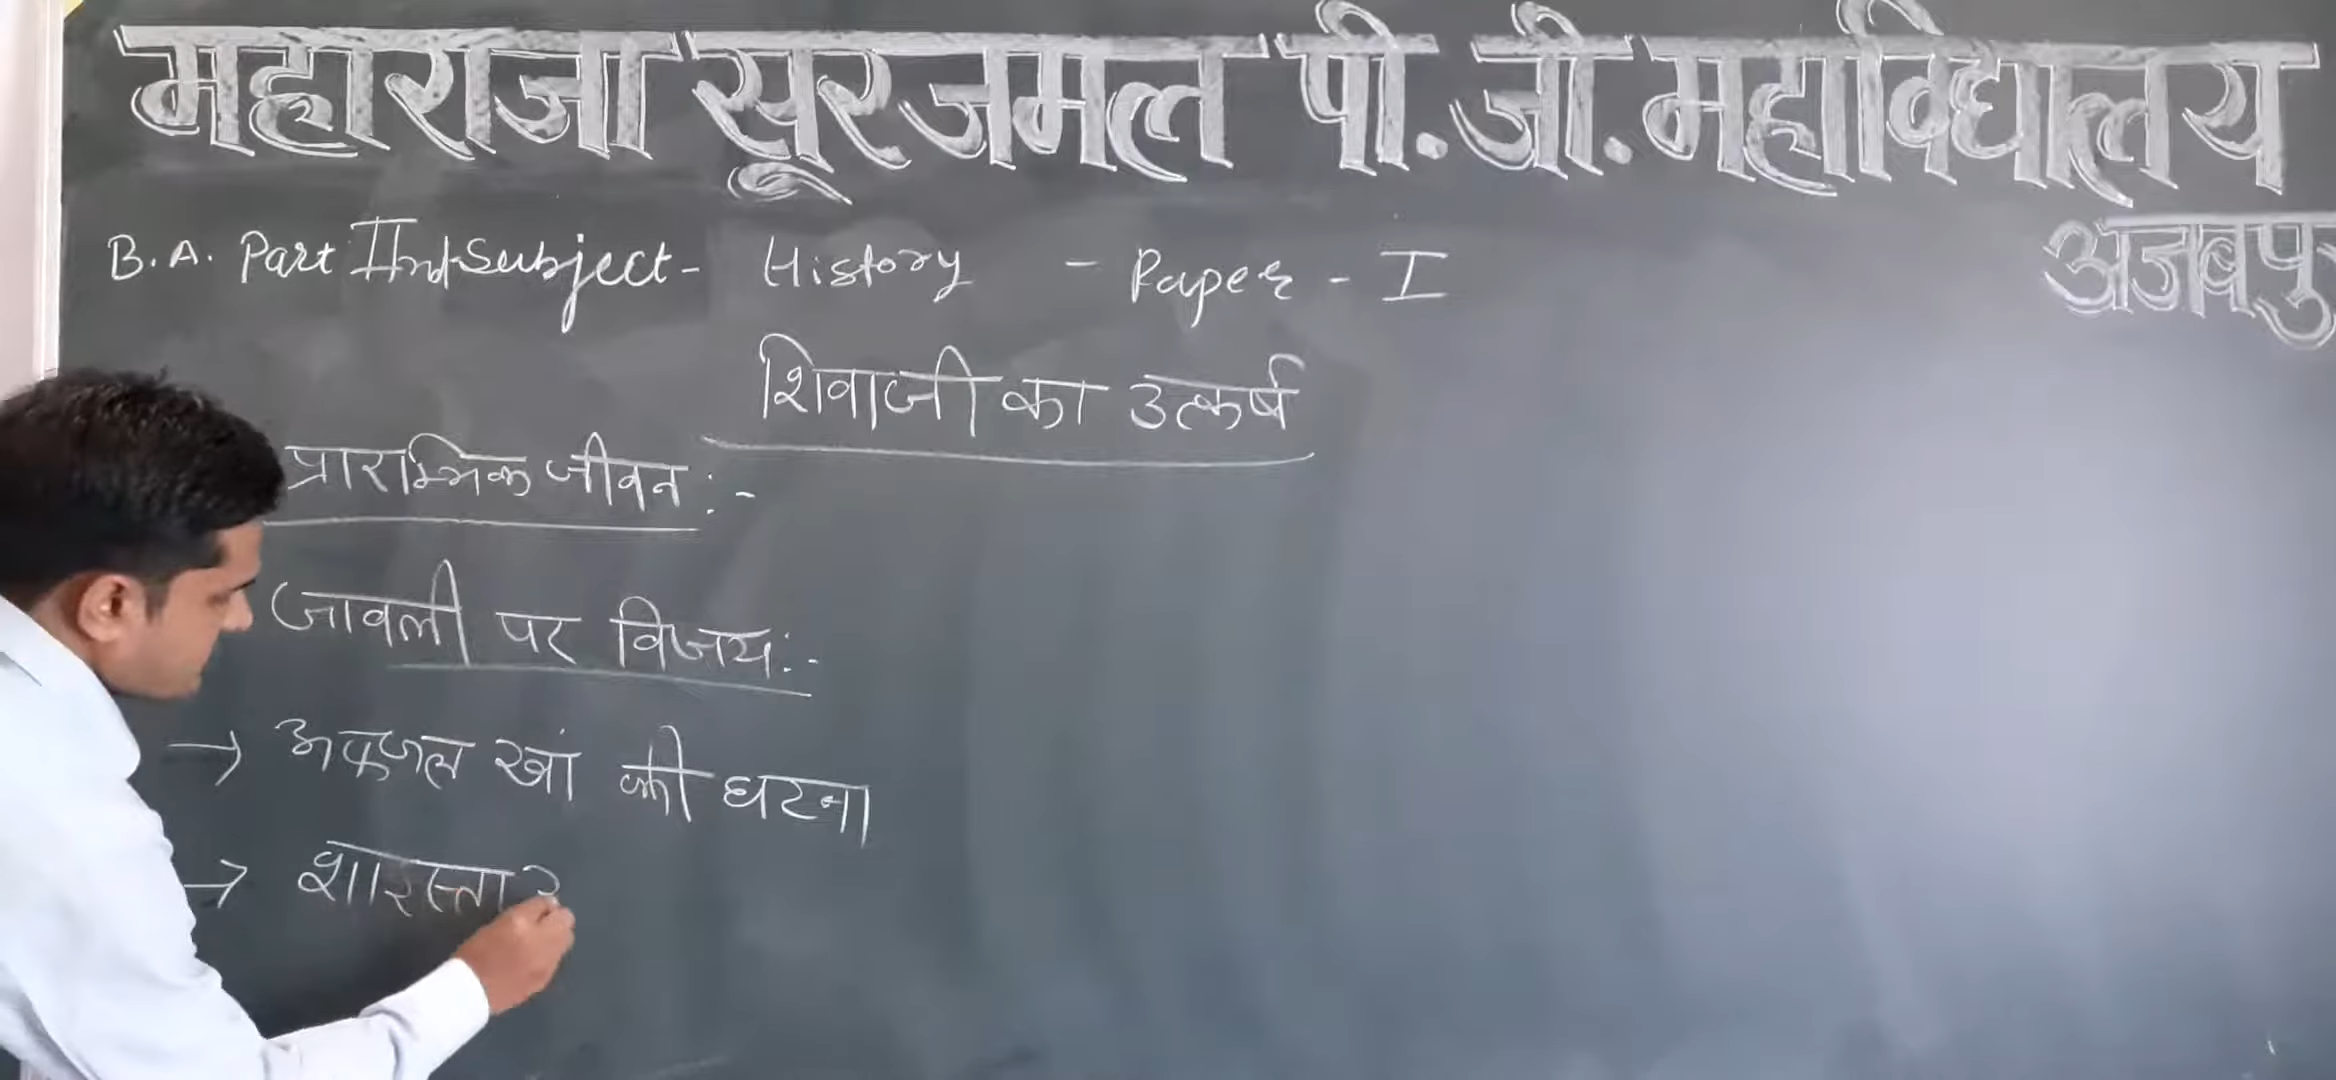 महाराजा सूरजमल पी.जी. महाविद्यालय
अजबपु
B.A. Part IInd Subject - History - Paper - I
शिवाजी का उत्कर्ष
प्रारम्भिक जीवन :-
जावली पर विजय :-
→ अफजल खां की घटना
→ शाइस्ता